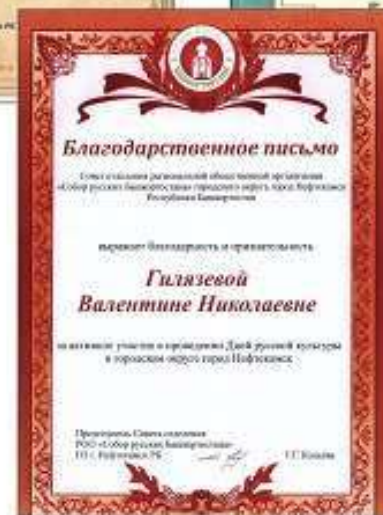 Благодарственное письмо
Совет отделения региональной общественной организации
«Собор русских Башкортостана» городского округа город Нефтекамск
Республики Башкортостан
выражает благодарность и признательность
Гилязевой
Валентине Николаевне
за активное участие в проведении Дней русской культуры
в городском округе город Нефтекамск
Председатель Совета отделения
РОО «Собор русских Башкортостана»
ГО г. Нефтекамск РБ